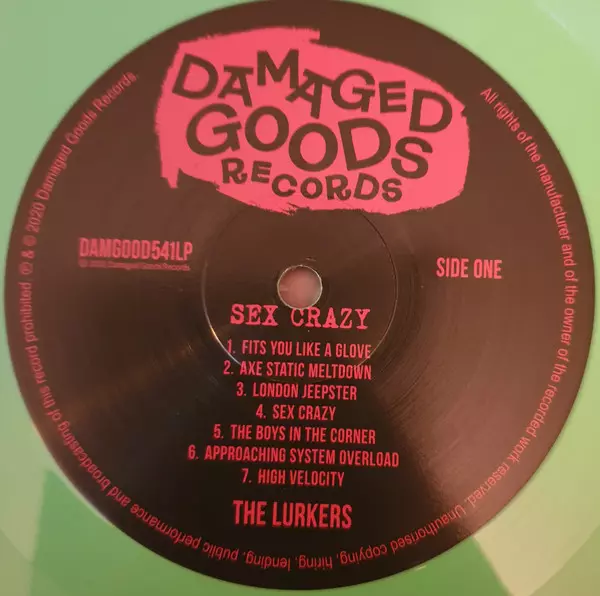 DAMAGED
GOODS
RECORDS
DAMGOOD541LP
℗ 2020 Damaged Goods Records
SIDE ONE
SEX CRAZY
1. FITS YOU LIKE A GLOVE
2. AXE STATIC MELTDOWN
3. LONDON JEEPSTER
4. SEX CRAZY
5. THE BOYS IN THE CORNER
6. APPROACHING SYSTEM OVERLOAD
7. HIGH VELOCITY
THE LURKERS
All rights of the manufacturer and of the owner of the recorded work reserved. Unauthorised copying, hiring, lending, public performance and broadcasting of this record prohibited ℗ & © 2020 Damaged Goods Records.